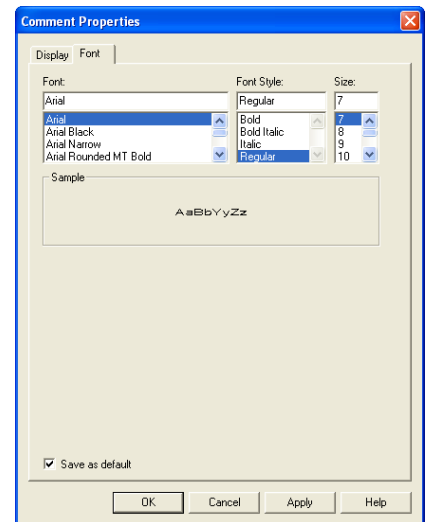 Comment Properties
Display Font
Font: Font Style: Size:
Arial Regular 7
Arial Bold 7
Arial Black Bold Italic 8
Arial Narrow Italic 9
Arial Rounded MT Bold Regular 10
Sample
AaBbYyZz
Save as default
OK Cancel Apply Help